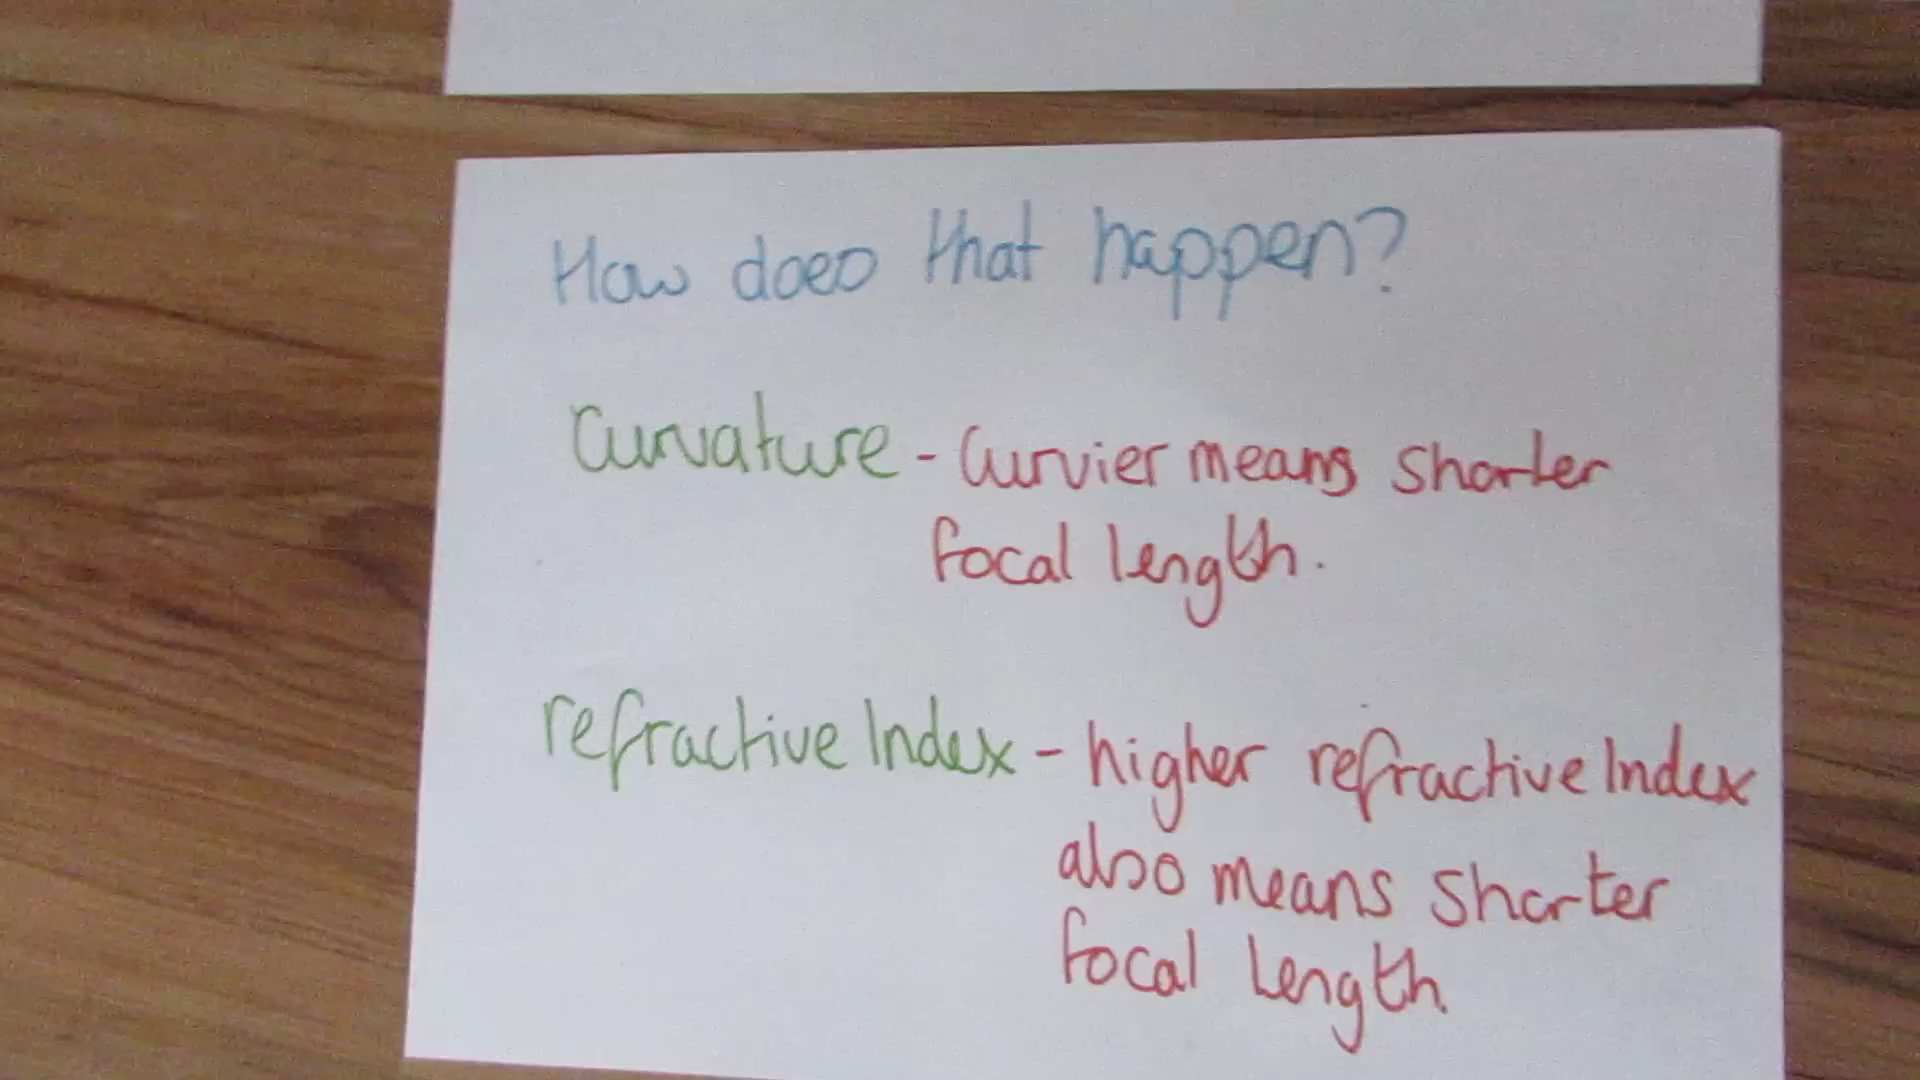 How does that happen?
Curvature - Curvier means shorter
focal length.
refractive Index - higher refractive Index
also means shorter
focal length.